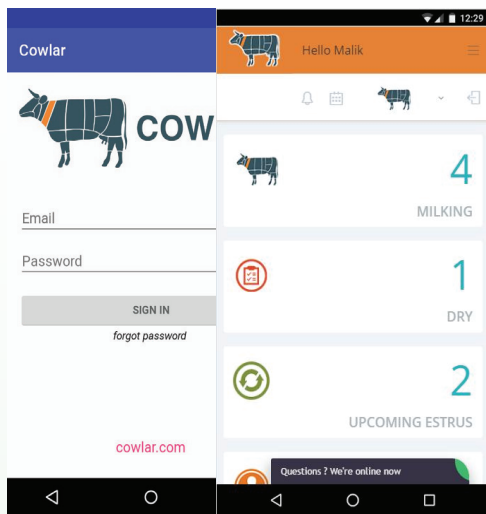 Cowlar
COW
Email
Password
SIGN IN
forgot password
cowlar.com
12:29
Hello Malik
4
MILKING
1
DRY
2
UPCOMING ESTRUS
Questions ? We're online now